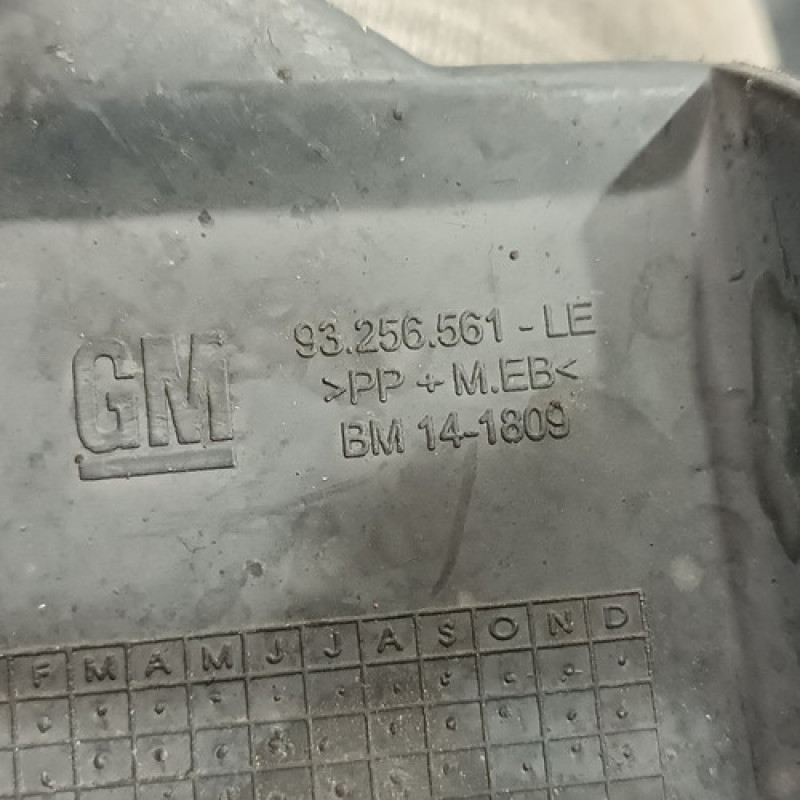 GM
93.256.561 - LE
>PP + M.EB<
BM 14-1809
F M A M J J A S O N D